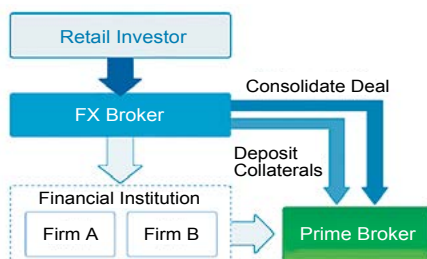 Retail Investor
Consolidate Deal
FX Broker
Deposit
Collaterals
Financial Institution
Firm A
Firm B
Prime Broker